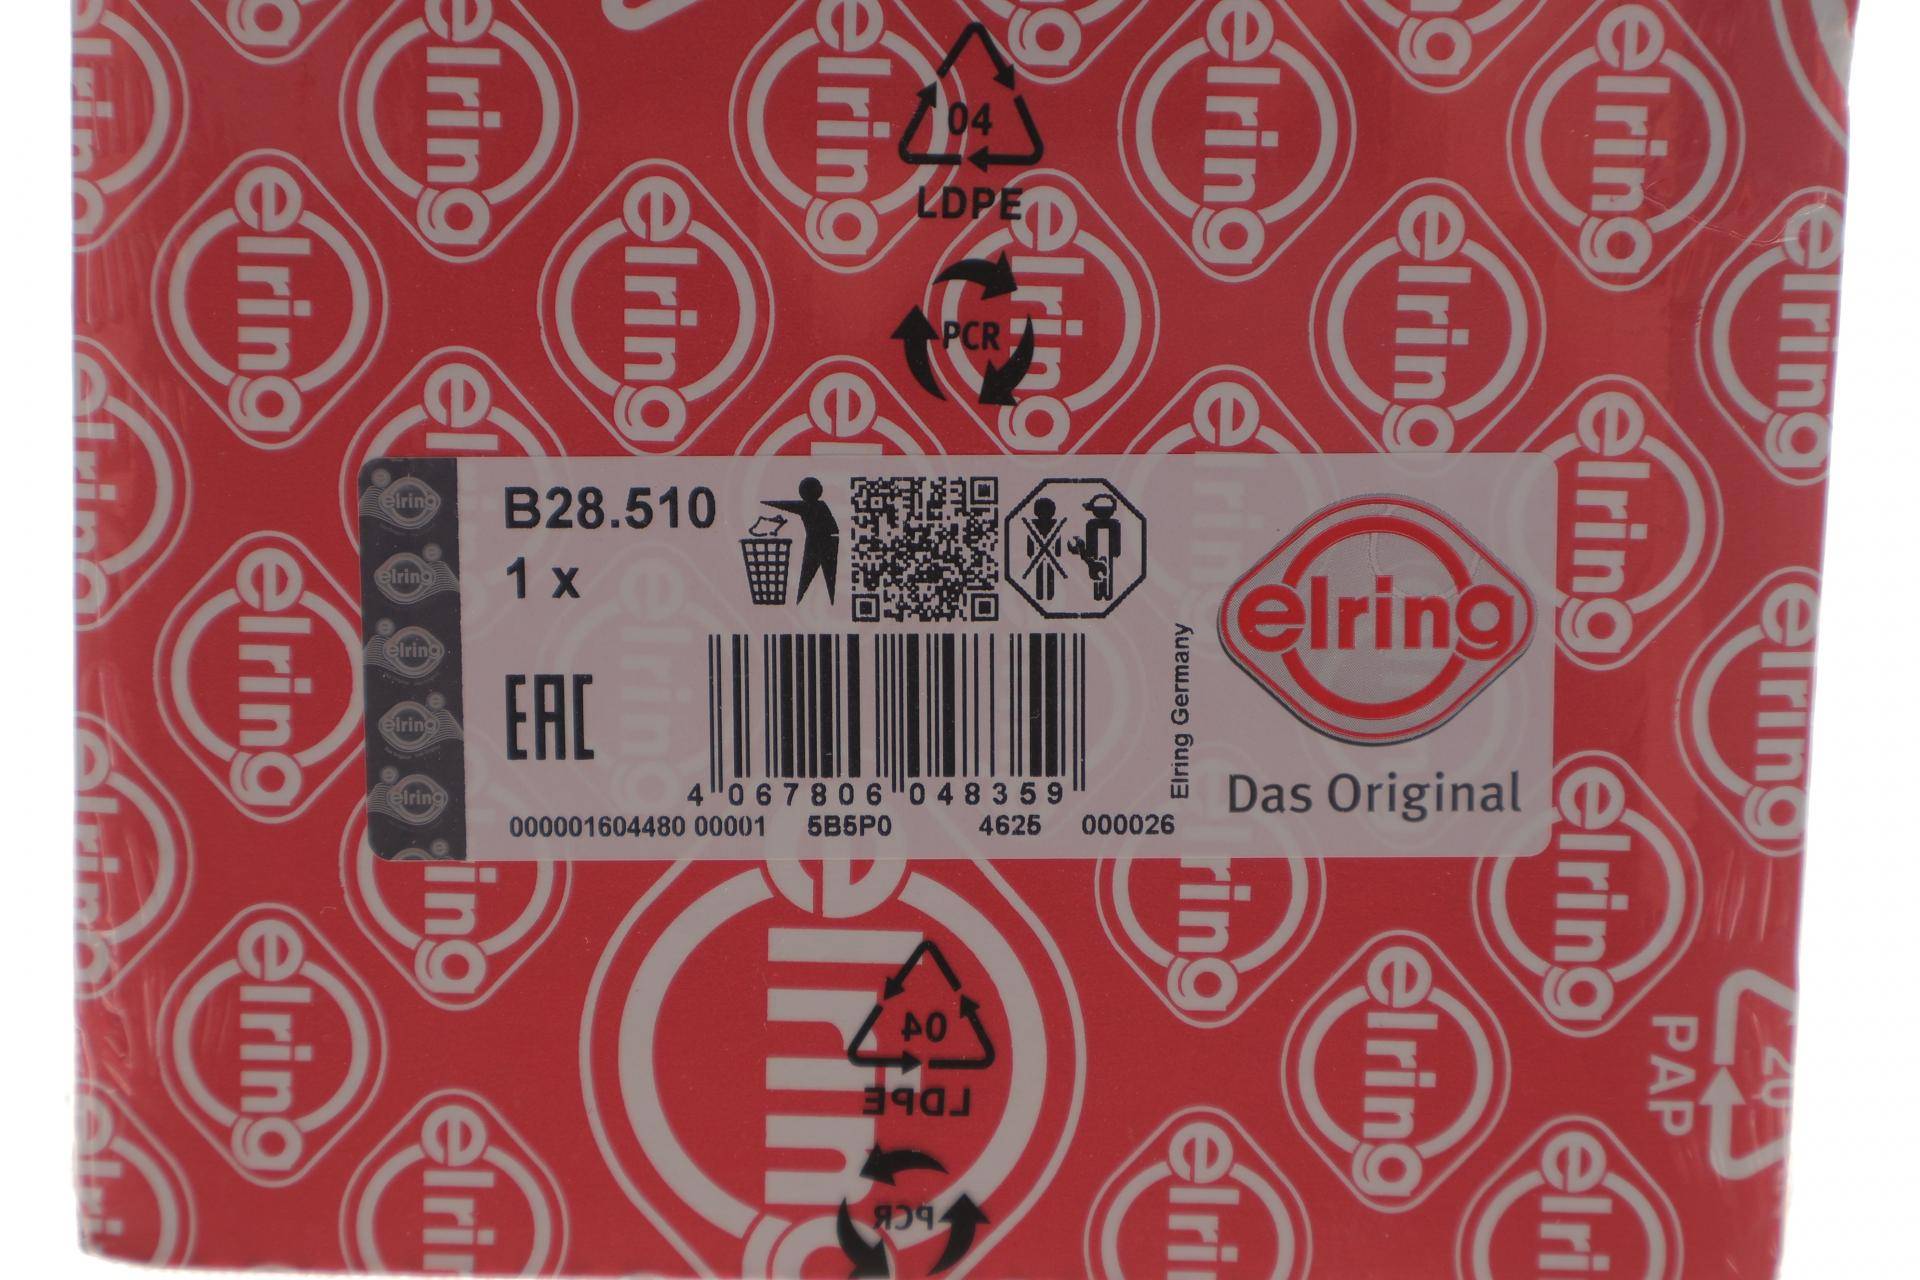 04
LDPE
PCR
B28.510
1 x
EAC
4 067806 048359
000001604480 00001 5B5P0 4625 000026
Elring Germany
elring
Das Original
04
LDPE
PCR
20
PAP